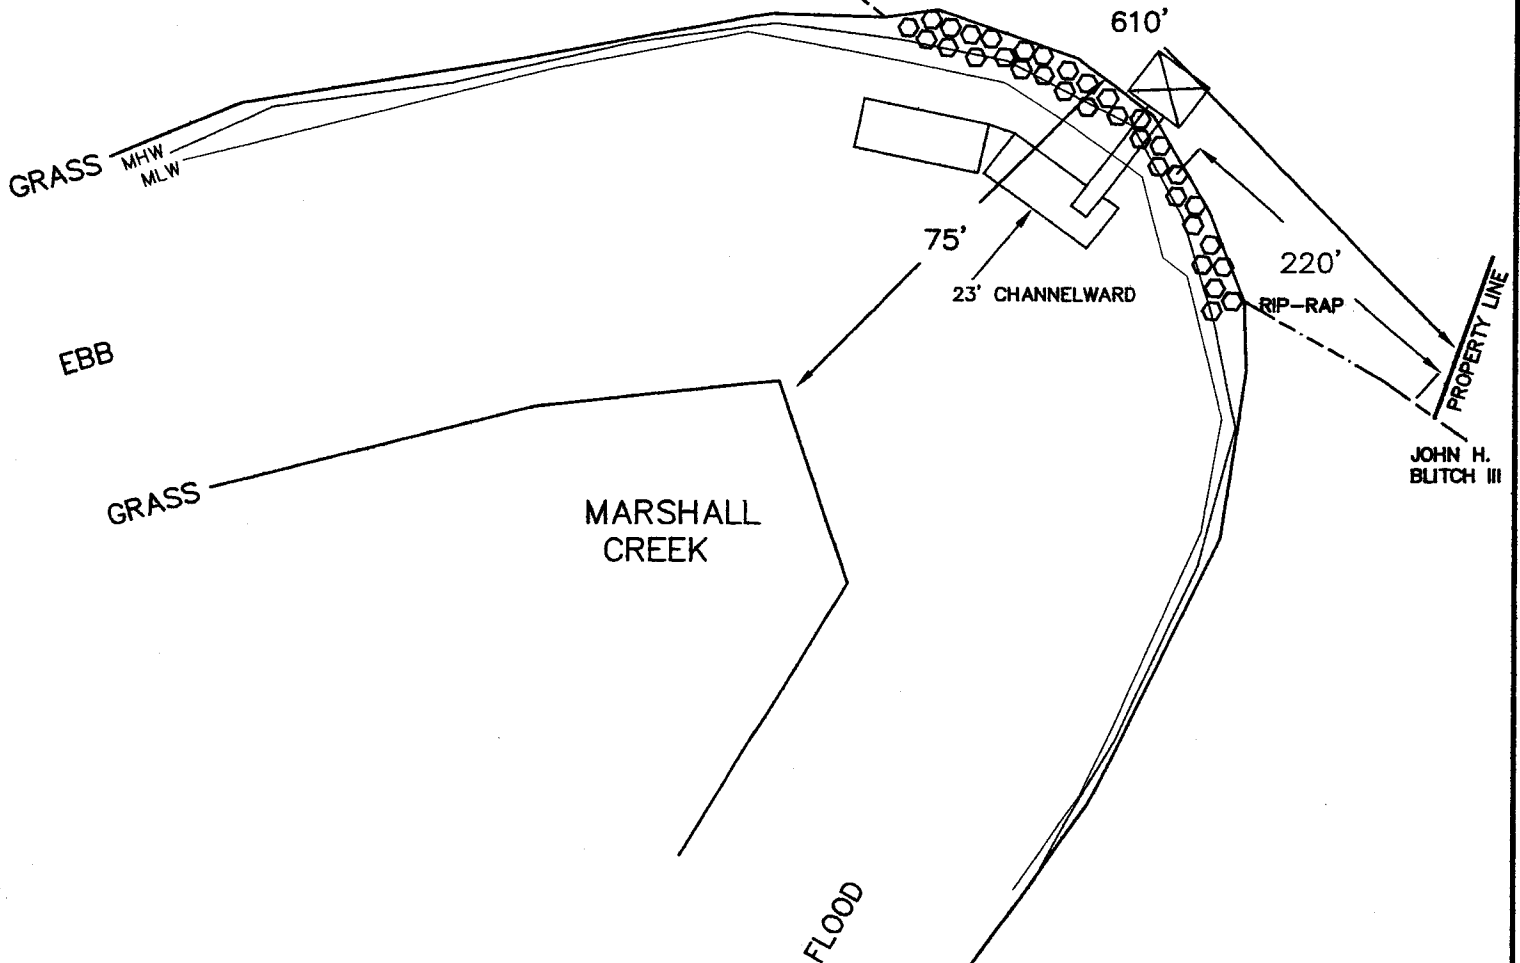 610'
GRASS
MHW
MLW
75'
220'
23' CHANNELWARD
RIP-RAP
PROPERTY LINE
EBB
JOHN H.
BLITCH III
GRASS
MARSHALL
CREEK
FLOOD